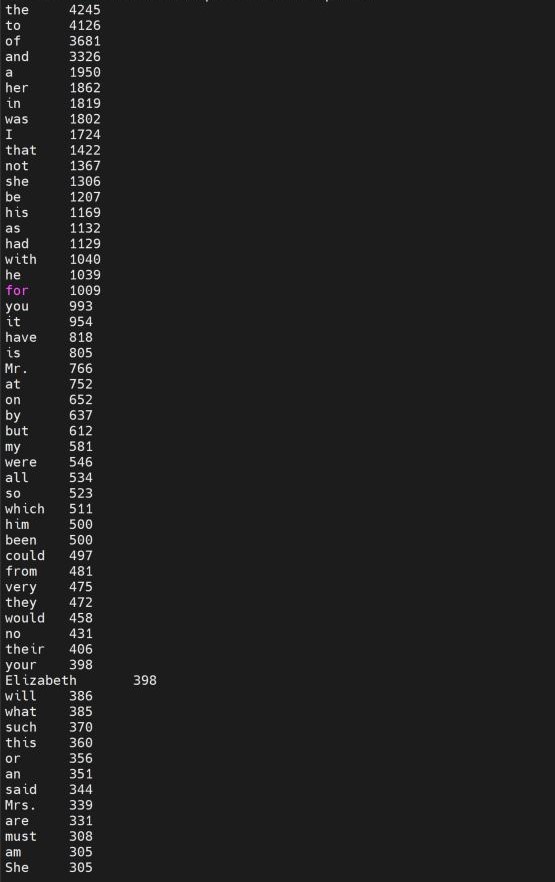 the 4245
to 4126
of 3681
and 3326
a 1950
her 1862
in 1819
was 1802
I 1724
that 1422
not 1367
she 1306
be 1207
his 1169
as 1132
had 1129
with 1040
he 1039
for 1009
you 993
it 954
have 818
is 805
Mr. 766
at 752
on 652
by 637
but 612
my 581
were 546
all 534
so 523
which 511
him 500
been 500
could 497
from 481
very 475
they 472
would 458
no 431
their 406
your 398
Elizabeth 398
will 386
what 385
such 370
this 360
or 356
an 351
said 344
Mrs. 339
are 331
must 308
am 305
She 305